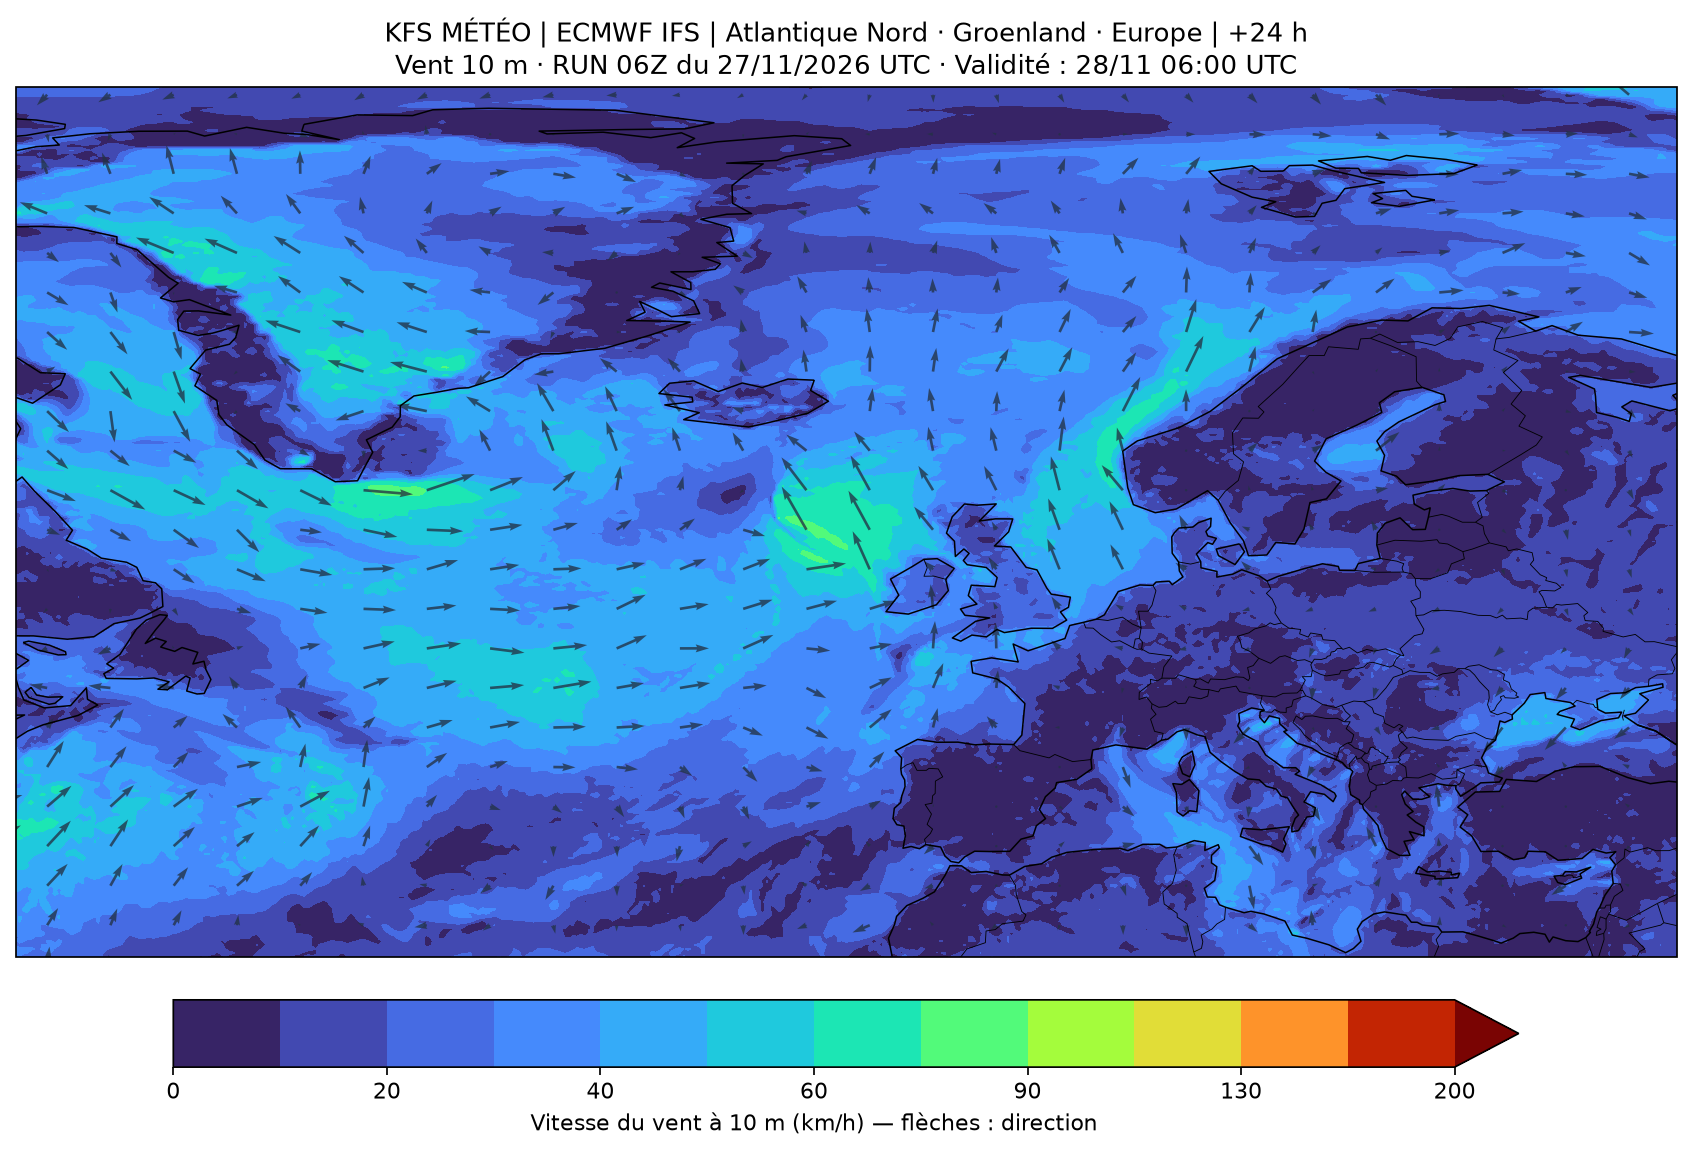 KFS MÉTÉO | ECMWF IFS | Atlantique Nord · Groenland · Europe | +24 h
Vent 10 m · RUN 06Z du 27/11/2026 UTC · Validité : 28/11 06:00 UTC
0 20 40 60 90 130 200
Vitesse du vent à 10 m (km/h) — flèches : direction